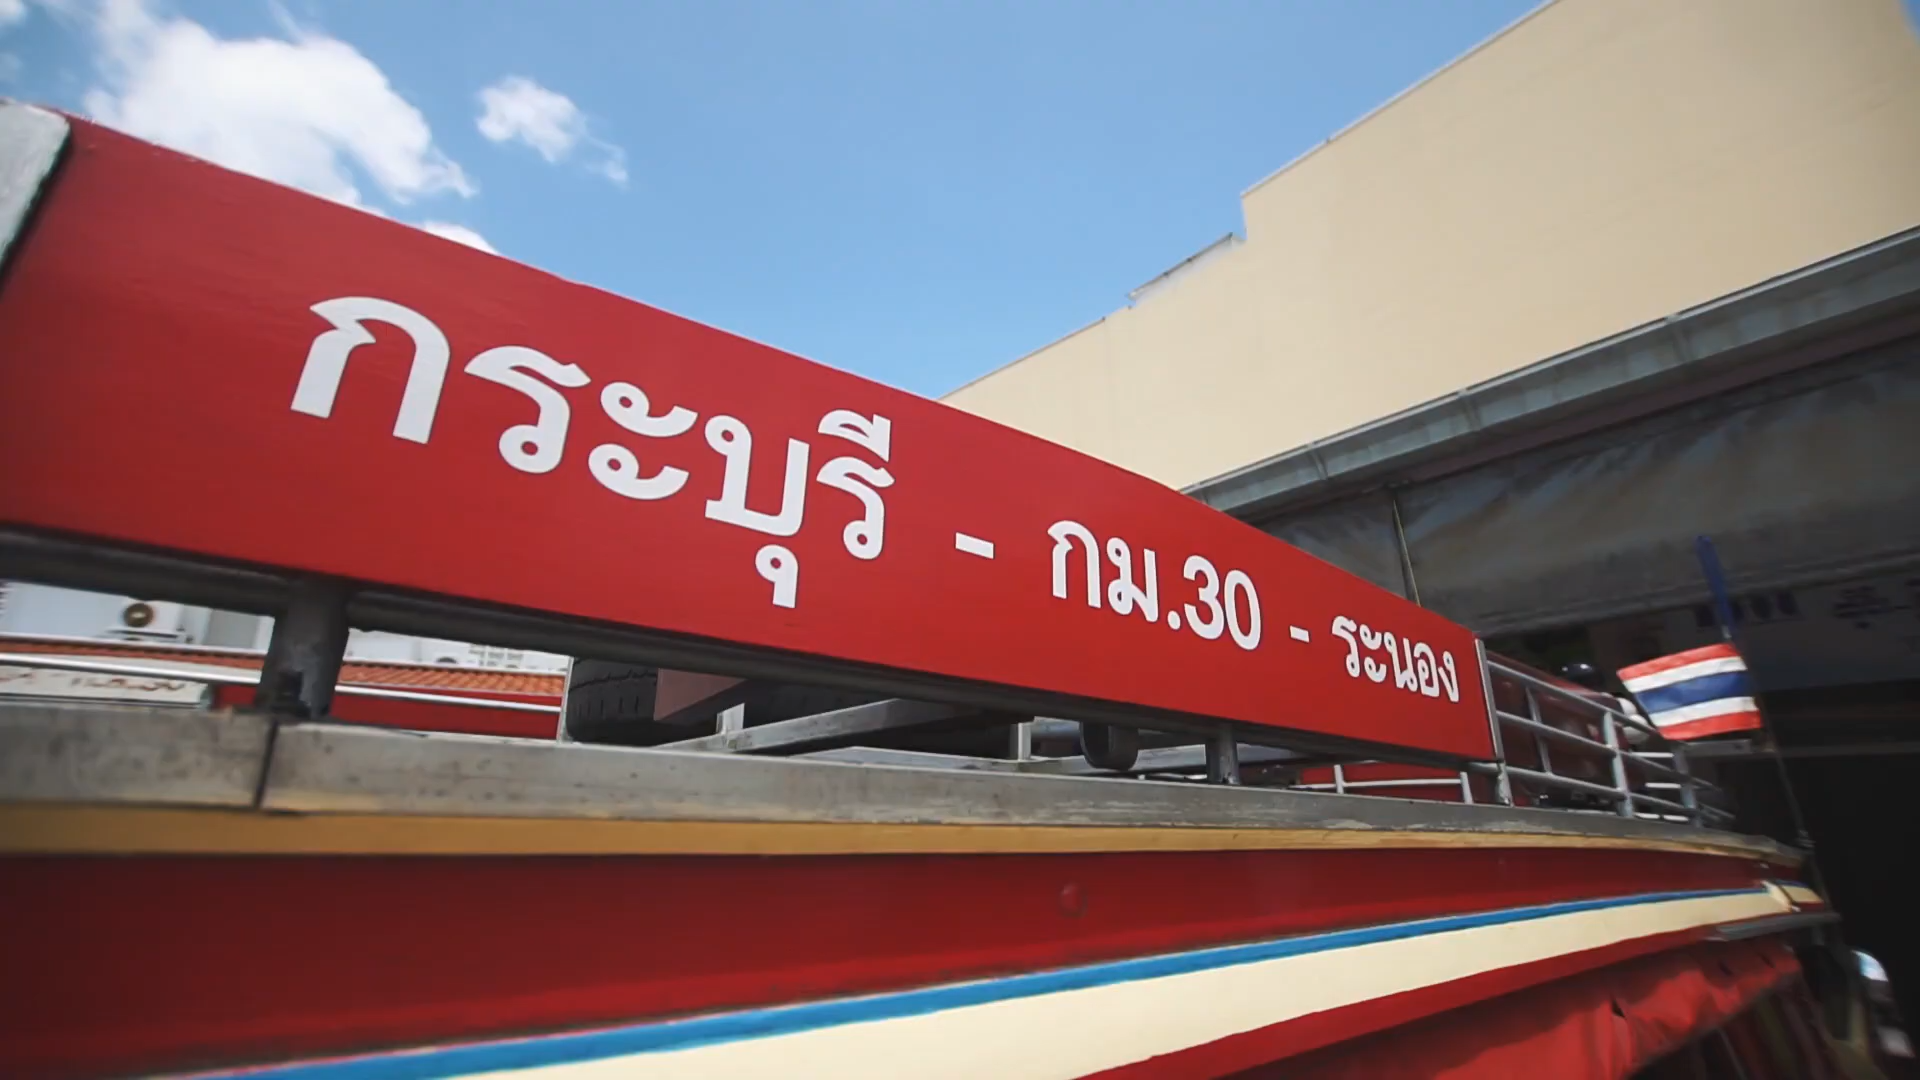 กระบุรี - กม.30 - ระนอง